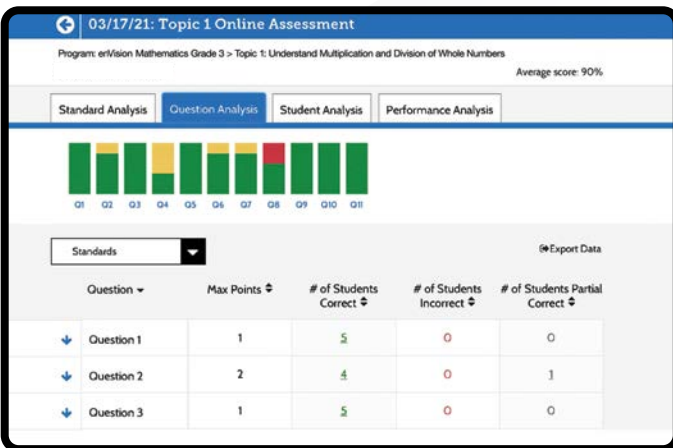 03/17/21: Topic 1 Online Assessment
Program: enVision Mathematics Grade 3 > Topic 1: Understand Multiplication and Division of Whole Numbers
Average score: 90%
Standard Analysis Question Analysis Student Analysis Performance Analysis
Q1 Q2 Q3 Q4 Q5 Q6 Q7 Q8 Q9 Q10 Q11
Standards Export Data
Question Max Points # of Students Correct # of Students Incorrect # of Students Partial Correct
Question 1 1 5 0 0
Question 2 2 4 0 1
Question 3 1 5 0 0